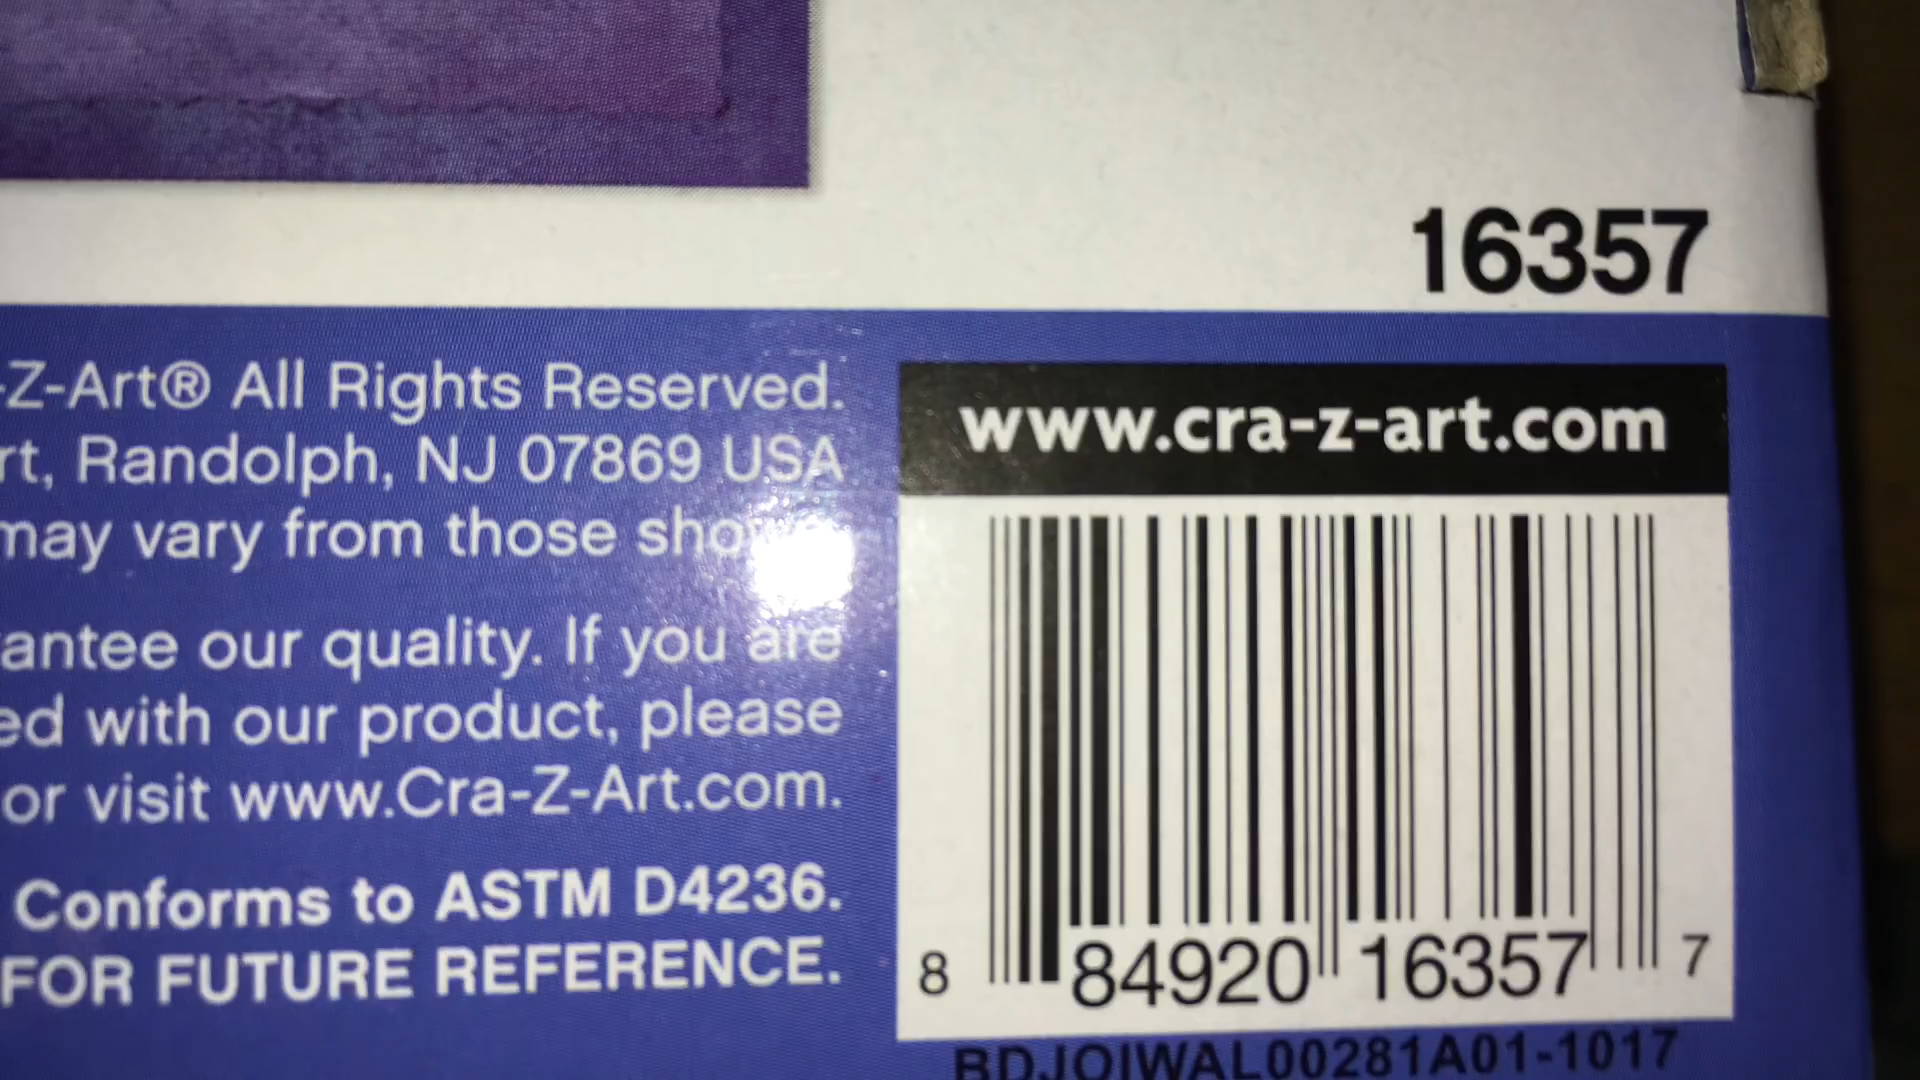 16357
-Z-Art® All Rights Reserved.
rt, Randolph, NJ 07869 USA
may vary from those
antee our quality. If you are
ed with our product, please
or visit www.Cra-Z-Art.com.
Conforms to ASTM D4236.
FOR FUTURE REFERENCE.
www.cra-z-art.com
8 84920 16357 7
BDJOIWAL00281A01-1017